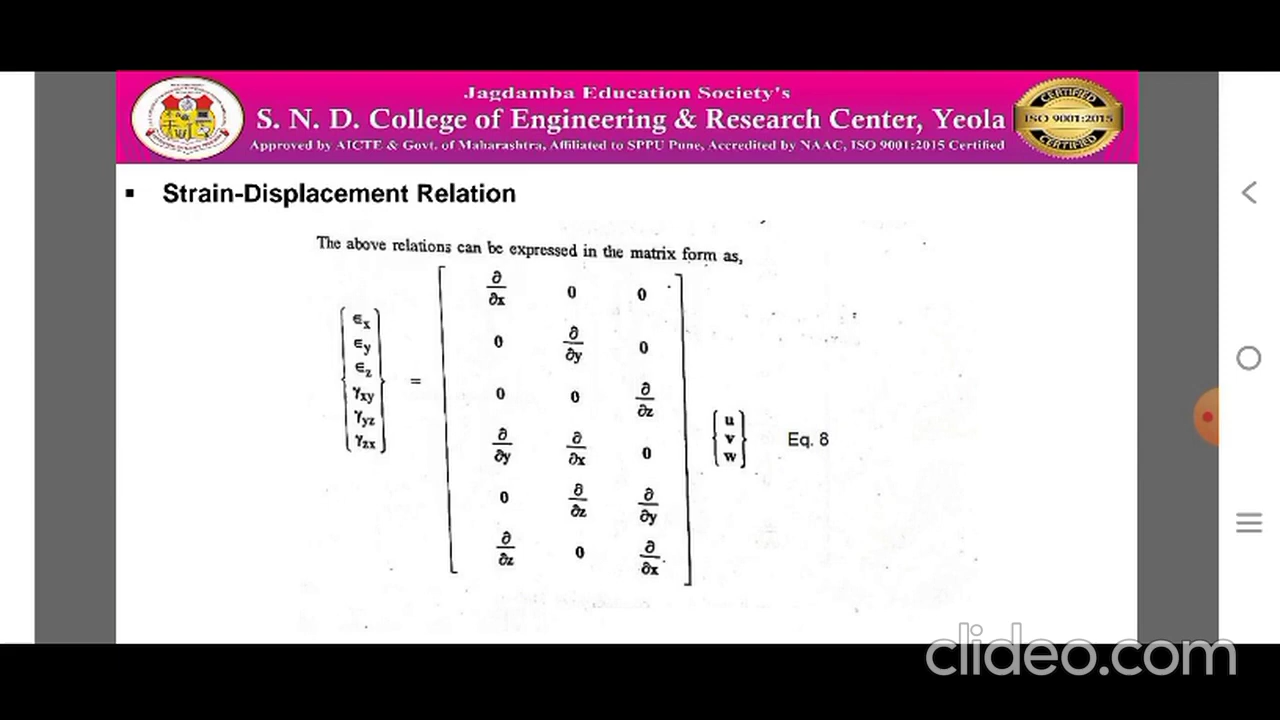 Jagdamba Education Society's
S. N. D. College of Engineering & Research Center, Yeola
Approved by AICTE & Govt. of Maharashtra, Affiliated to SPPU Pune, Accredited by NAAC, ISO 9001:2015 Certified
CERTIFIED
ISO 9001:2015
CERTIFIED
▪ Strain-Displacement Relation
The above relations can be expressed in the matrix form as,
∂/∂x 0 0
0 ∂/∂y 0
0 0 ∂/∂z
∂/∂y ∂/∂x 0
0 ∂/∂z ∂/∂y
∂/∂z 0 ∂/∂x
ϵx
ϵy
ϵz
γxy
γyz
γzx
=
u
v
w
Eq. 8
clideo.com